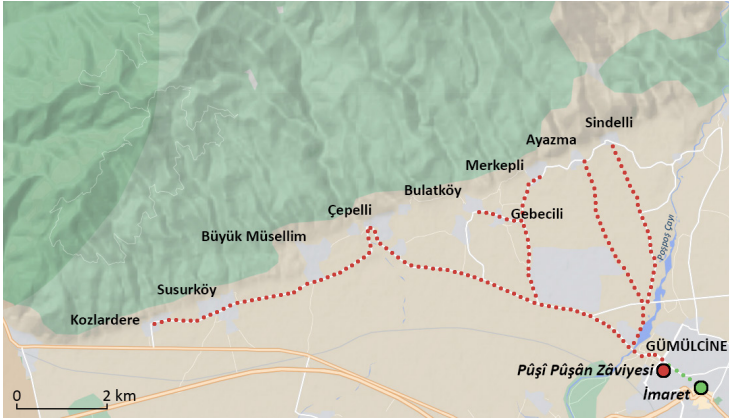 Sindelli
Ayazma
Merkepli
Bulatköy
Gebecili
Çepelli
Büyük Müsellim
Paşpaş Çayı
Susurköy
Kozlardere
GÜMÜLCİNE
Pûşî Pûşân Zâviyesi
İmaret
0 2 km